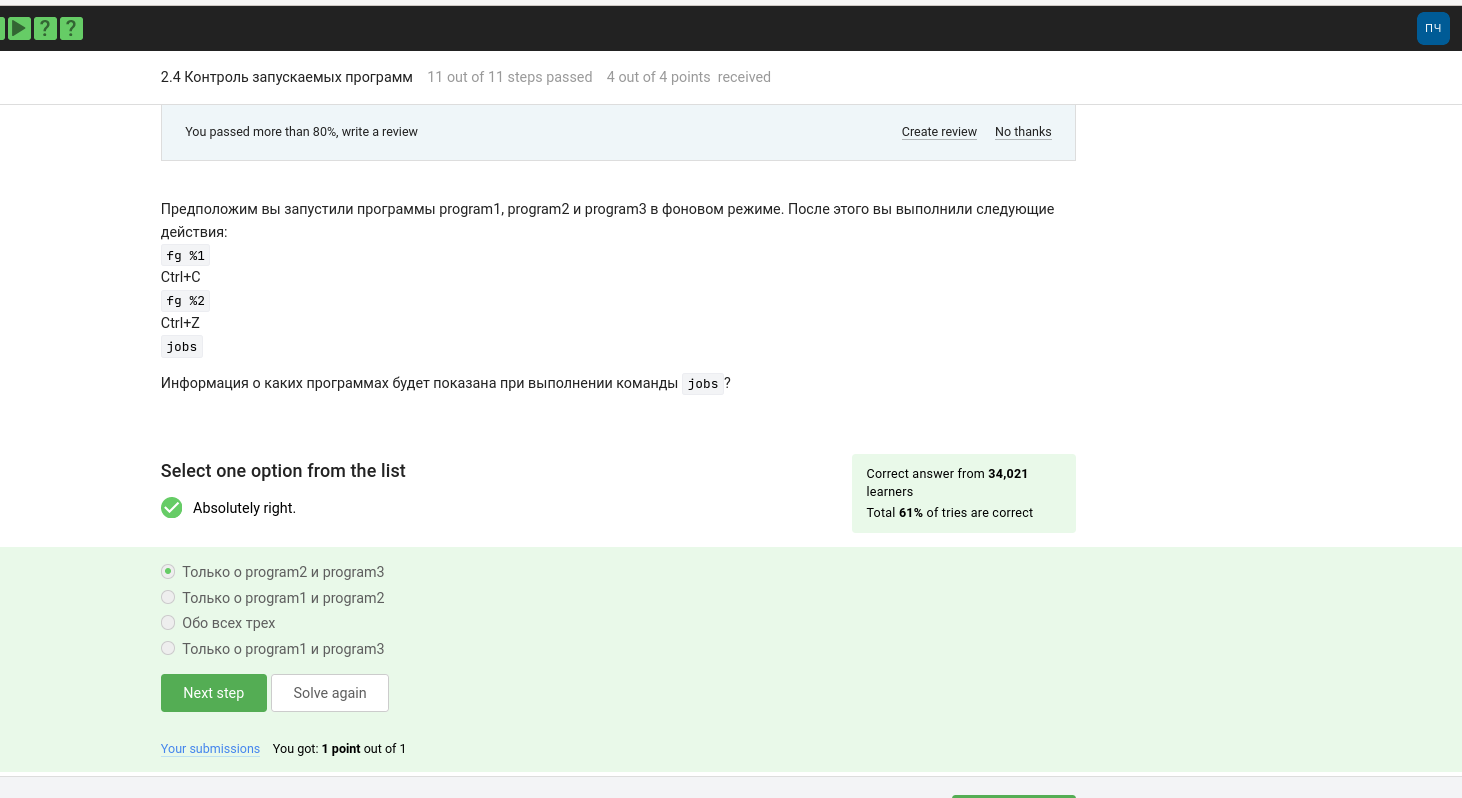 ? ?
ПЧ
2.4 Контроль запускаемых программ 11 out of 11 steps passed 4 out of 4 points received
You passed more than 80%, write a review Create review No thanks
Предположим вы запустили программы program1, program2 и program3 в фоновом режиме. После этого вы выполнили следующие
действия:
fg %1
Ctrl+C
fg %2
Ctrl+Z
jobs
Информация о каких программах будет показана при выполнении команды jobs?
Select one option from the list
Absolutely right.
Correct answer from 34,021
learners
Total 61% of tries are correct
Только о program2 и program3
Только о program1 и program2
Обо всех трех
Только о program1 и program3
Next step Solve again
Your submissions You got: 1 point out of 1